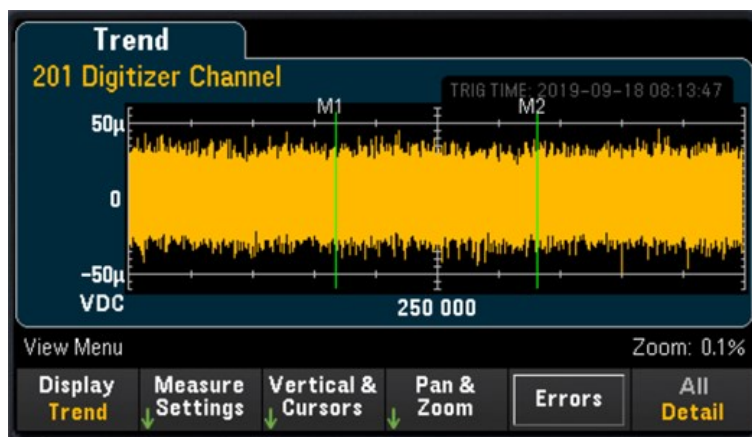 Trend
201 Digitizer Channel
TRIG TIME: 2019-09-18 08:13:47
M1
M2
50µ
0
-50µ
VDC
250 000
View Menu
Zoom: 0.1%
Display
Trend
Measure
Settings
Vertical &
Cursors
Pan &
Zoom
Errors
All
Detail